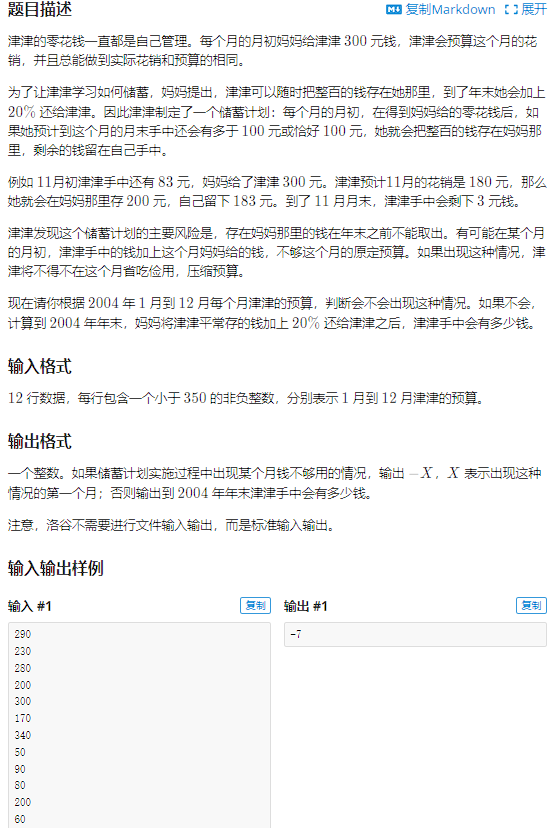 题目描述
复制Markdown 展开
津津的零花钱一直都是自己管理。每个月的月初妈妈给津津 300 元钱，津津会预算这个月的花
销，并且总能做到实际花销和预算的相同。
为了让津津学习如何储蓄，妈妈提出，津津可以随时把整百的钱存在她那里，到了年末她会加上
20% 还给津津。因此津津制定了一个储蓄计划：每个月的月初，在得到妈妈给的零花钱后，如
果她预计到这个月的月末手中还会有多于 100 元或恰好 100 元，她就会把整百的钱存在妈妈那
里，剩余的钱留在自己手中。
例如 11月初津津手中还有 83 元，妈妈给了津津 300 元。津津预计11月的花销是 180 元，那么
她就会在妈妈那里存 200 元，自己留下 183 元。到了 11 月月末，津津手中会剩下 3 元钱。
津津发现这个储蓄计划的主要风险是，存在妈妈那里的钱在年末之前不能取出。有可能在某个月
的月初，津津手中的钱加上这个月妈妈给的钱，不够这个月的原定预算。如果出现这种情况，津
津将不得不在这个月省吃俭用，压缩预算。
现在请你根据 2004 年 1 月到 12 月每个月津津的预算，判断会不会出现这种情况。如果不会，
计算到 2004 年年末，妈妈将津津平常存的钱加上 20% 还给津津之后，津津手中会有多少钱。
输入格式
12 行数据，每行包含一个小于 350 的非负整数，分别表示 1 月到 12 月津津的预算。
输出格式
一个整数。如果储蓄计划实施过程中出现某个月钱不够用的情况，输出 −X，X 表示出现这种
情况的第一个月；否则输出到 2004 年年末津津手中会有多少钱。
注意，洛谷不需要进行文件输入输出，而是标准输入输出。
输入输出样例
输入 #1 复制
290
230
280
200
300
170
340
50
90
80
200
60
输出 #1 复制
-7